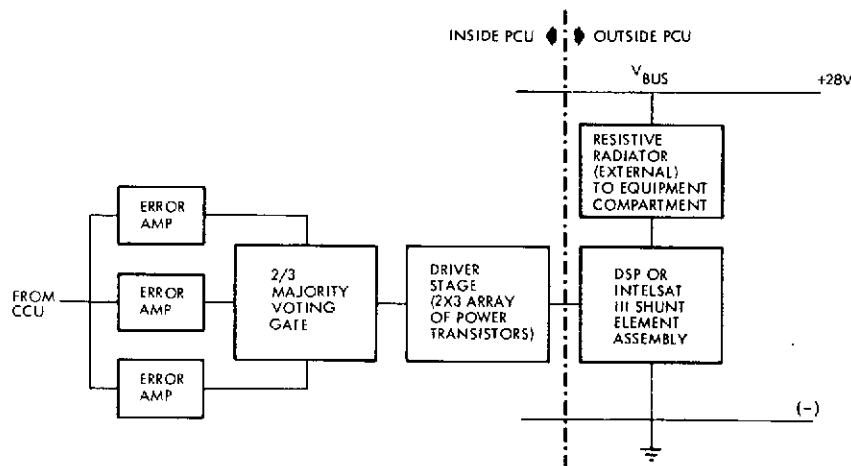 INSIDE PCU
OUTSIDE PCU
V BUS
+28V
RESISTIVE
RADIATOR
(EXTERNAL)
TO EQUIPMENT
COMPARTMENT
ERROR
AMP
FROM
CCU
ERROR
AMP
ERROR
AMP
2/3
MAJORITY
VOTING
GATE
DRIVER
STAGE
(2X3 ARRAY
OF POWER
TRANSISTORS)
DSP OR
INTELSAT
III SHUNT
ELEMENT
ASSEMBLY
(-)